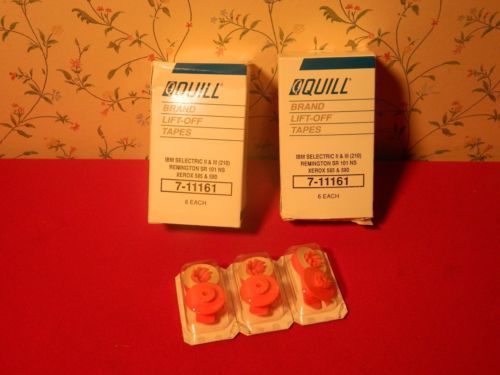 QUILL
BRAND
LIFT-OFF
TAPES
IBM SELECTRIC II & III (210)
REMINGTON SR 101 NS
XEROX 565 & 590
7-11161
6 EACH
QUILL
BRAND
LIFT-OFF
TAPES
IBM SELECTRIC II & III (210)
REMINGTON SR 101 NS
XEROX 565 & 590
7-11161
6 EACH